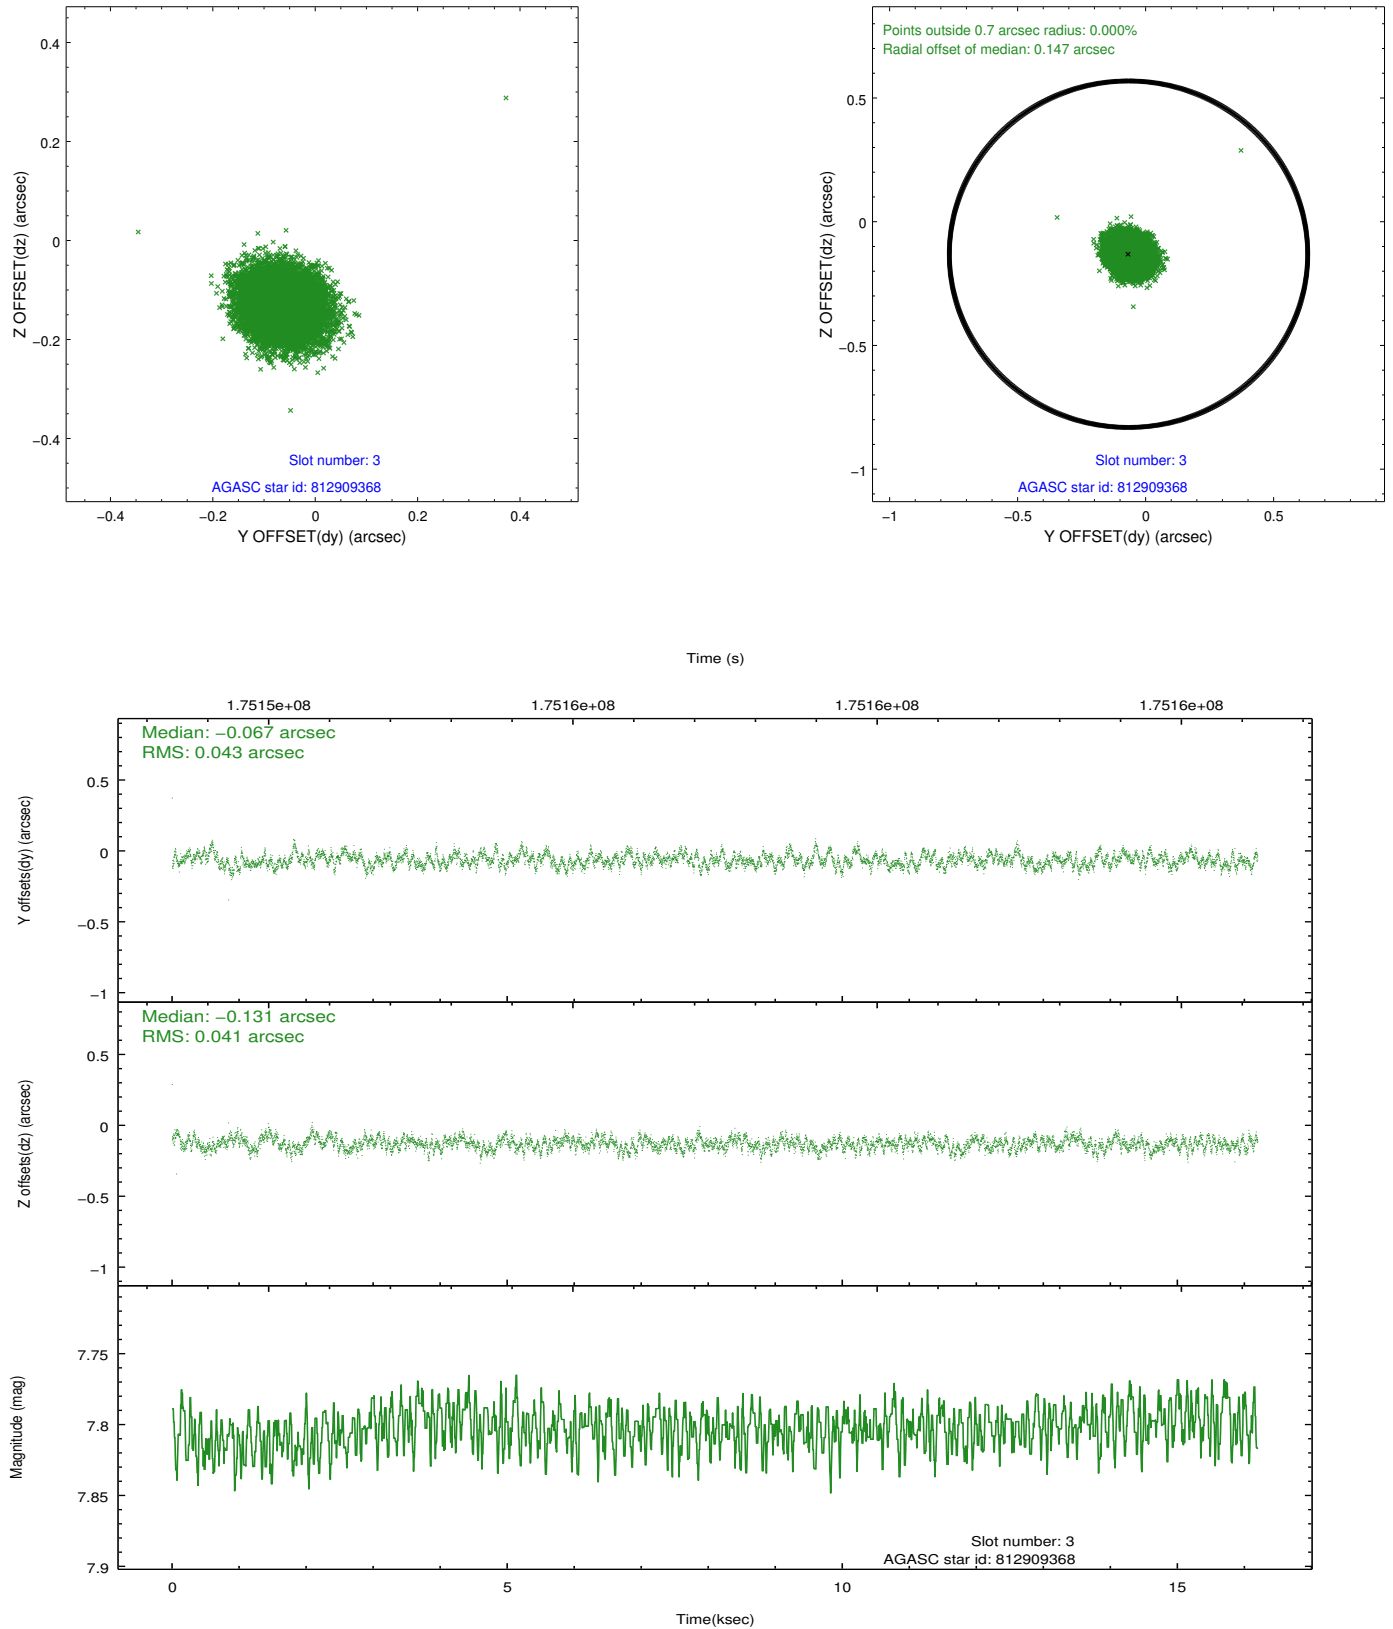 0.4
0.2
0
−0.2
−0.4
Z OFFSET(dz) (arcsec)
Slot number: 3
AGASC star id: 812909368
−0.4 −0.2 0 0.2 0.4
Y OFFSET(dy) (arcsec)
Points outside 0.7 arcsec radius: 0.000%
Radial offset of median: 0.147 arcsec
0.5
0
−0.5
−1
Z OFFSET(dz) (arcsec)
Slot number: 3
AGASC star id: 812909368
−1 −0.5 0 0.5
Y OFFSET(dy) (arcsec)
Time (s)
1.7515e+08 1.7516e+08 1.7516e+08 1.7516e+08
Median: −0.067 arcsec
RMS: 0.043 arcsec
0.5
0
−0.5
−1
Y offsets(dy) (arcsec)
Median: −0.131 arcsec
RMS: 0.041 arcsec
0.5
0
−0.5
−1
Z offsets(dz) (arcsec)
7.75
7.8
7.85
7.9
Magnitude (mag)
Slot number: 3
AGASC star id: 812909368
0 5 10 15
Time(ksec)